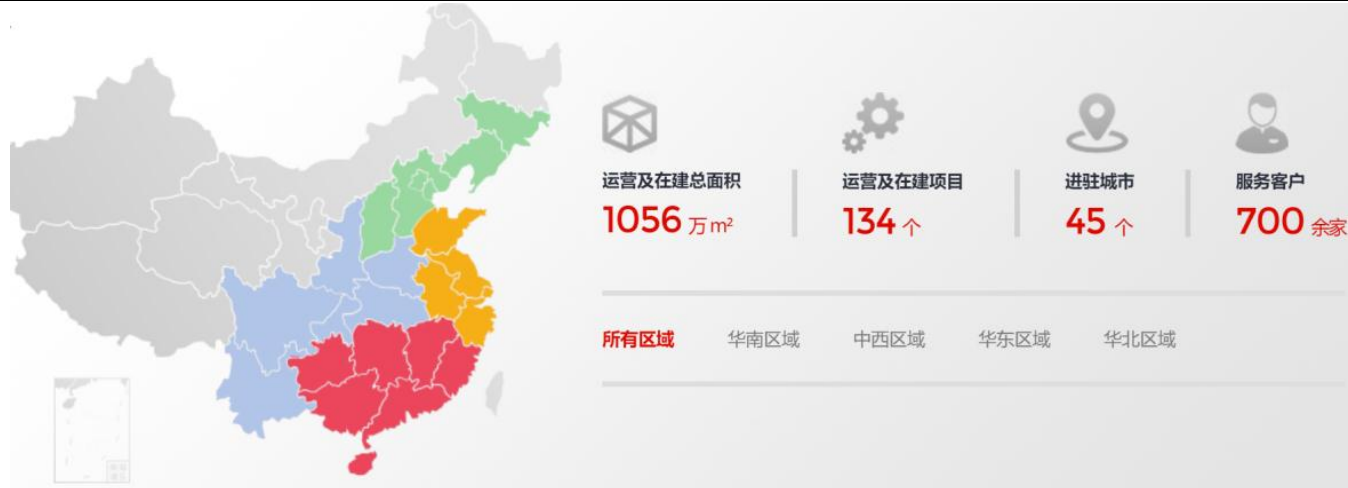 运营及在建总面积
1056 万㎡
运营及在建项目
134 个
进驻城市
45 个
服务客户
700 余家
所有区域 华南区域 中西区域 华东区域 华北区域